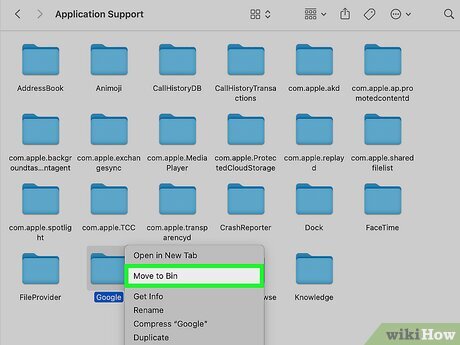 Application Support
AddressBook
Animoji
CallHistoryDB
CallHistoryTransactions
com.apple.akd
com.apple.ap.promotedcontentd
com.apple.backgroundtas...ntagent
com.apple.exchangesync
com.apple.MediaPlayer
com.apple.ProtectedCloudStorage
com.apple.replayd
com.apple.sharedfilelist
com.apple.spotlight
com.apple.TCC
com.apple.transparencyd
CrashReporter
Dock
FaceTime
FileProvider
Google
Knowledge
Open in New Tab
Move to Bin
Get Info
Rename
Compress “Google”
Duplicate
wikiHow